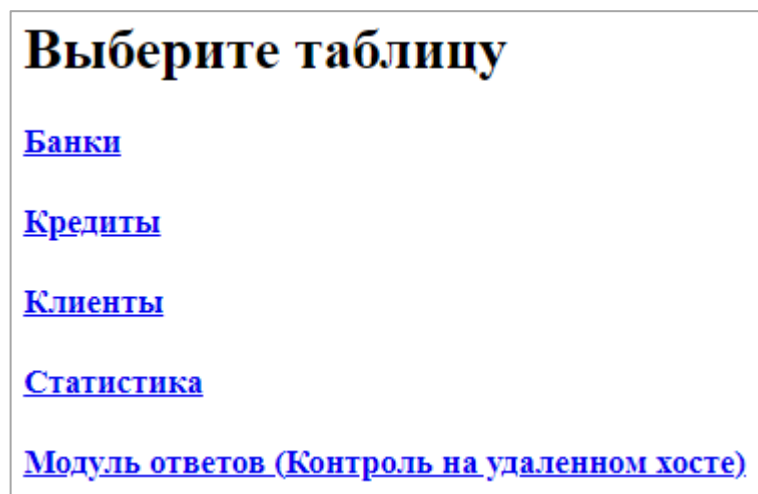 Выберите таблицу
Банки
Кредиты
Клиенты
Статистика
Модуль ответов (Контроль на удаленном хосте)